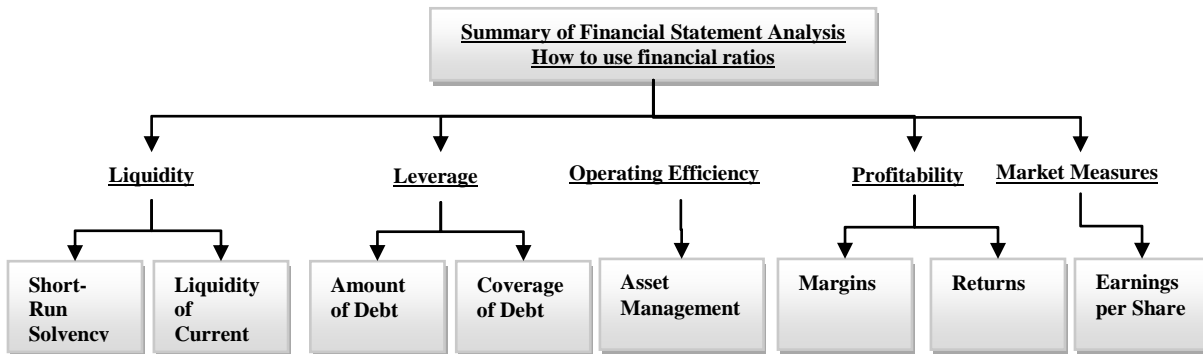 Summary of Financial Statement Analysis
How to use financial ratios
Liquidity
Leverage
Operating Efficiency
Profitability
Market Measures
Short-
Run
Solvency
Liquidity
of
Current
Amount
of Debt
Coverage
of Debt
Asset
Management
Margins
Returns
Earnings
per Share